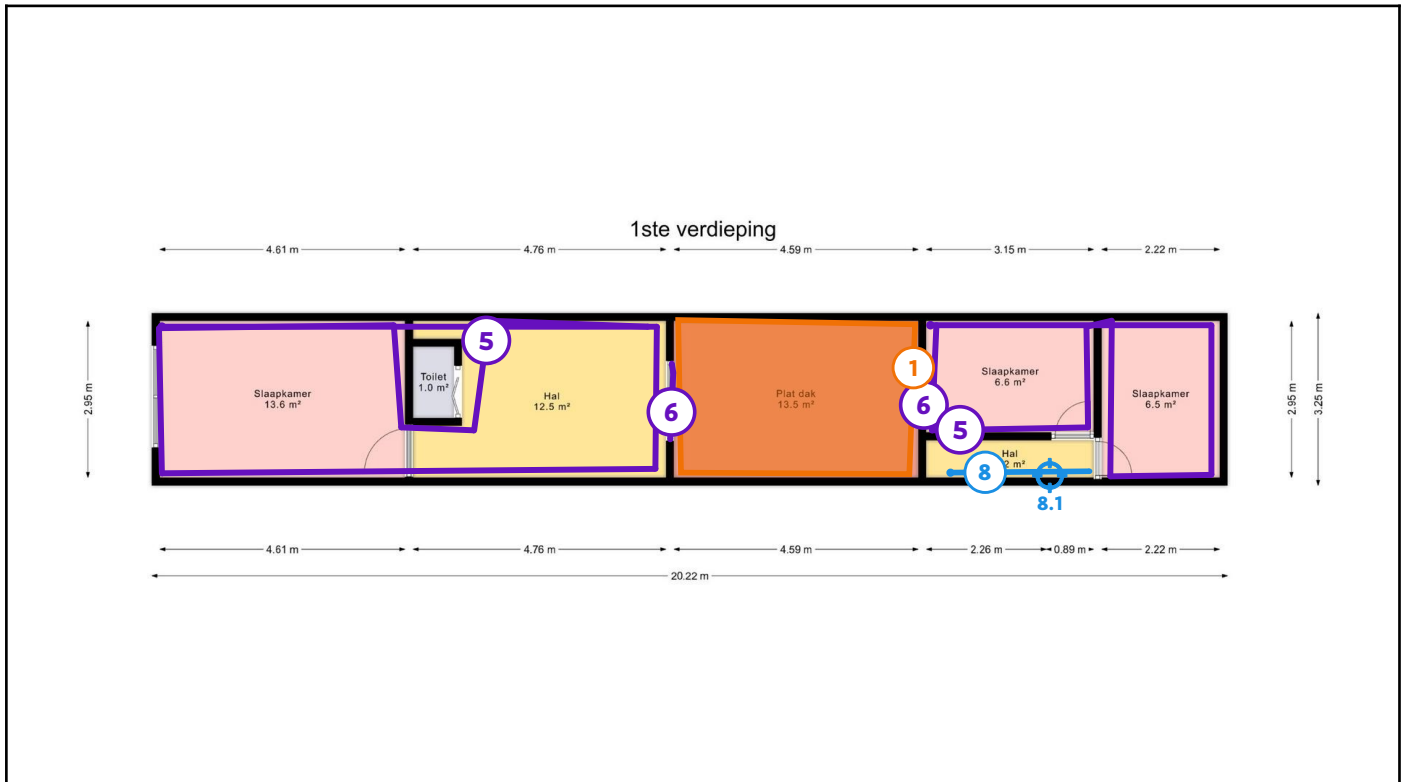 1ste verdieping
4.61 m
4.76 m
4.59 m
3.15 m
2.22 m
2.95 m
2.95 m
3.25 m
Slaapkamer
13.6 m²
Toilet
1.0 m²
5
Hal
12.5 m²
6
Plat dak
13.5 m²
1
6
5
Slaapkamer
6.6 m²
Slaapkamer
6.5 m²
Hal
2 m²
8
8.1
4.61 m
4.76 m
4.59 m
2.26 m
0.89 m
2.22 m
20.22 m